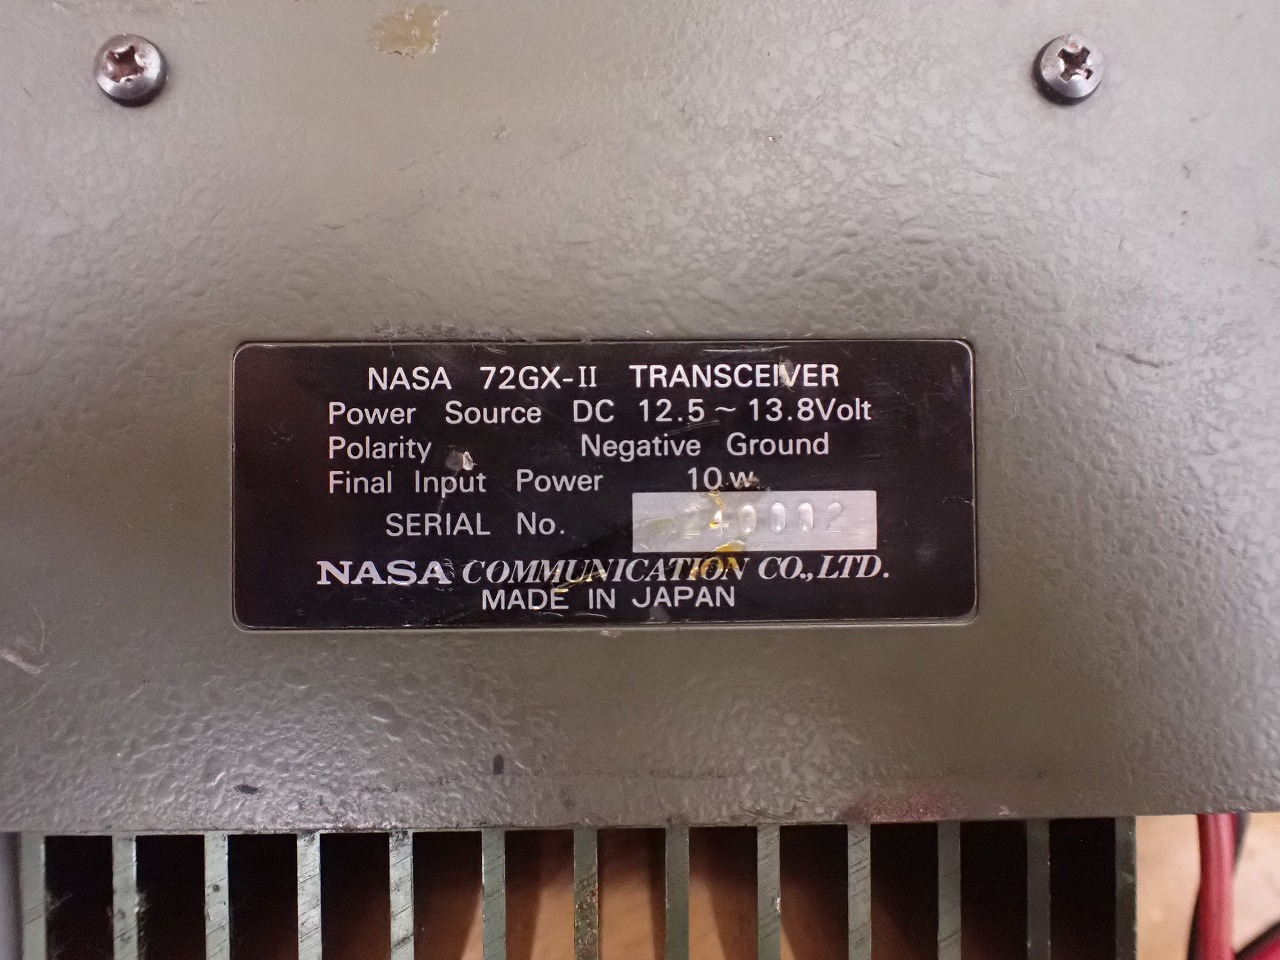 NASA 72GX-II TRANSCEIVER
Power Source DC 12.5 ~ 13.8Volt
Polarity Negative Ground
Final Input Power 10 w
SERIAL No.
NASA COMMUNICATION CO., LTD.
MADE IN JAPAN